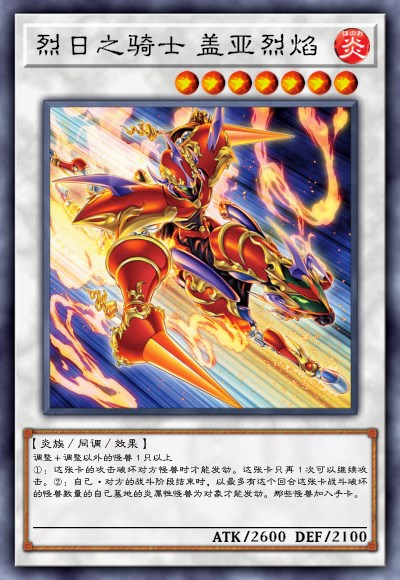 烈日之骑士 盖亚烈焰
ほのお
炎
【炎族/同调/效果】
调整+调整以外的怪兽1只以上
①：这张卡的攻击破坏对方怪兽时才能发动。这张卡只再1次可以继续攻
击。②：自己·对方的战斗阶段结束时，以最多有这个回合这张卡战斗破坏
的怪兽数量的自己墓地的炎属性怪兽为对象才能发动。那些怪兽加入手卡。
ATK/2600 DEF/2100